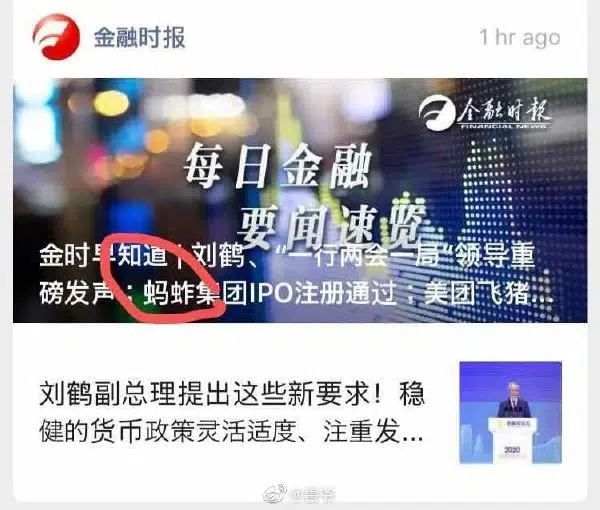 金融时报
1 hr ago
金融时报
FINANCIAL NEWS
每日金融
要闻速览
金时早知道 | 刘鹤、“一行两会一局“领导重
磅发声；蚂蚱集团IPO注册通过；美团飞猪...
刘鹤副总理提出这些新要求！稳
健的货币政策灵活适度、注重发...
2020
@兽爷